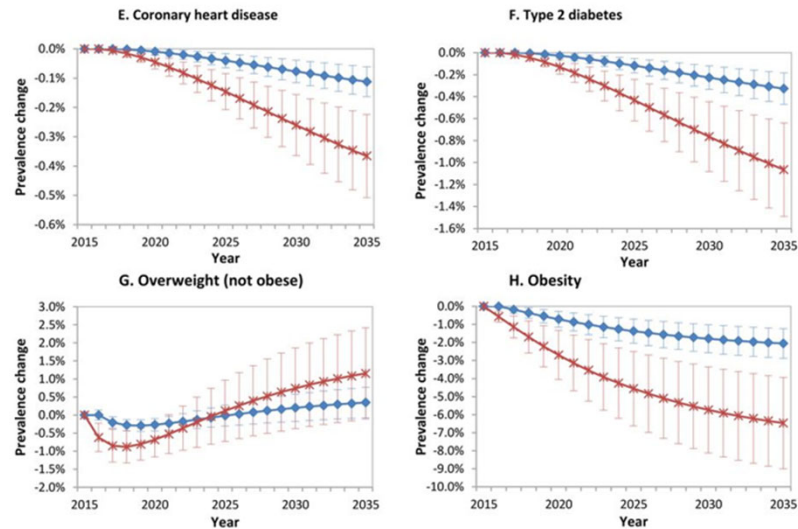 E. Coronary heart disease
0.0%
-0.1%
-0.2%
-0.3%
-0.4%
-0.5%
-0.6%
Prevalence change
2015 2020 2025 2030 2035
Year
F. Type 2 diabetes
0.0%
-0.2%
-0.4%
-0.6%
-0.8%
-1.0%
-1.2%
-1.4%
-1.6%
Prevalence change
2015 2020 2025 2030 2035
Year
G. Overweight (not obese)
3.0%
2.5%
2.0%
1.5%
1.0%
0.5%
0.0%
-0.5%
-1.0%
-1.5%
-2.0%
Prevalence change
2015 2020 2025 2030 2035
Year
H. Obesity
0.0%
-1.0%
-2.0%
-3.0%
-4.0%
-5.0%
-6.0%
-7.0%
-8.0%
-9.0%
-10.0%
Prevalence change
2015 2020 2025 2030 2035
Year